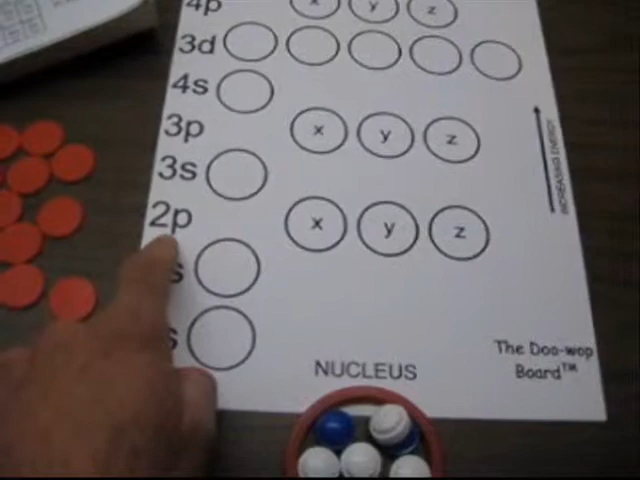 4p x y z
3d
4s
3p x y z
3s
2p x y z
s
s
NUCLEUS
INCREASING ENERGY
The Doo-wop
Board™